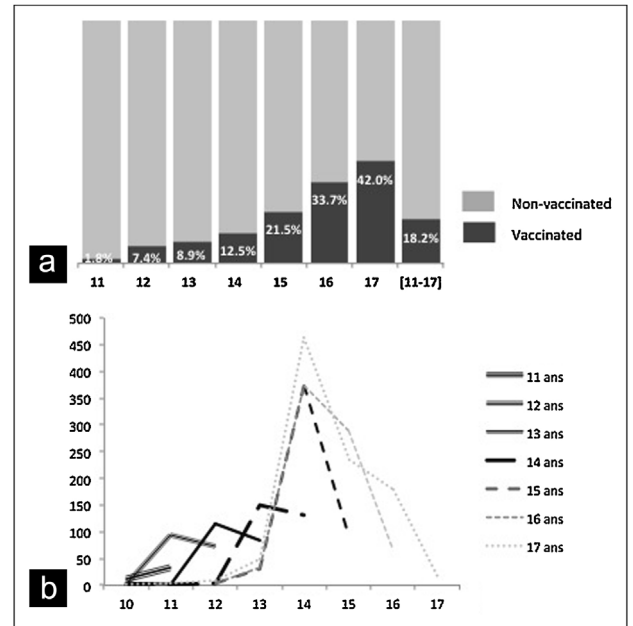 1.8% 7.4% 8.9% 12.5% 21.5% 33.7% 42.0% 18.2%
Non-vaccinated
Vaccinated
a
11 12 13 14 15 16 17 [11-17]
500
450
400
350
300
250
200
150
100
50
0
11 ans
12 ans
13 ans
14 ans
15 ans
16 ans
17 ans
b
10 11 12 13 14 15 16 17